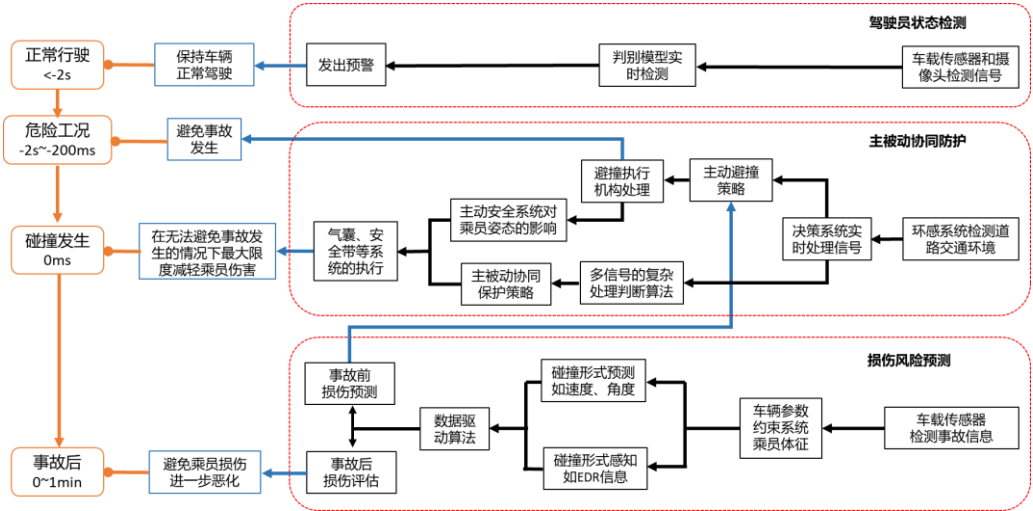 驾驶员状态检测
正常行驶
<-2s
保持车辆
正常驾驶
发出预警
判别模型实
时检测
车载传感器和摄
像头检测信号
危险工况
-2s~-200ms
避免事故
发生
主被动协同防护
避撞执行
机构处理
主动避撞
策略
主动安全系统对
乘员姿态的影响
决策系统实
时处理信号
环感系统检测道
路交通环境
碰撞发生
0ms
在无法避免事故发
生的情况下最大限
度减轻乘员伤害
气囊、安
全带等系
统的执行
主被动协同
保护策略
多信号的复杂
处理判断算法
损伤风险预测
事故前
损伤预测
碰撞形式预测
如速度、角度
数据驱
动算法
车辆参数
约束系统
乘员体征
车载传感器
检测事故信息
事故后
0~1min
避免乘员损伤
进一步恶化
事故后
损伤评估
碰撞形式感知
如EDR信息